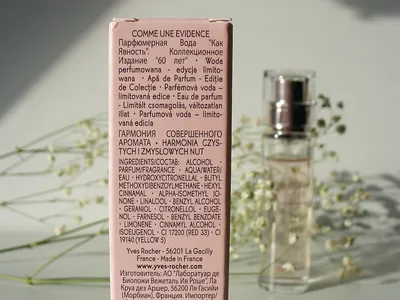 COMME UNE EVIDENCE
Парфюмерная Вода "Как
Явность". Коллекционное
Издание "60 лет" • Woda
perfumowana - edycja limito-
wana • Apă de Parfum - Ediție
de Colecție • Parfémová voda –
limitovaná edice • Eau de parfum
- Limitált csomagolás, változatlan
illat • Parfumová voda – limito-
vaná edícia
ГАРМОНИЯ СОВЕРШЕННОГО
АРОМАТА • HARMONIA CZYS-
TYCH I ZMYSŁOWYCH NUT
INGREDIENTS/СОСТАВ: ALCOHOL •
PARFUM/FRAGRANCE • AQUA/WATER/
EAU • HYDROXYCITRONELLAL • BUTYL
METHOXYDIBENZOYLMETHANE • HEXYL
CINNAMAL • ALPHA-ISOMETHYL IO-
NONE • LINALOOL • BENZYL ALCOHOL
• GERANIOL • CITRONELLOL • EUGE-
NOL • FARNESOL • BENZYL BENZOATE
• LIMONENE • CINNAMYL ALCOHOL •
ISOEUGENOL • CI 17200 (RED 33) • CI
19140 (YELLOW 5)
Yves Rocher - 56201 La Gacilly
France - Made in France
www.yves-rocher.com
Изготовитель: АО "Лаборатуар де
Биоложи Вежеталь Ив Роше", Ла
Круа дез Аршер, 56200 Ля Гасийи
(Морбиан), Франция. Импортер/